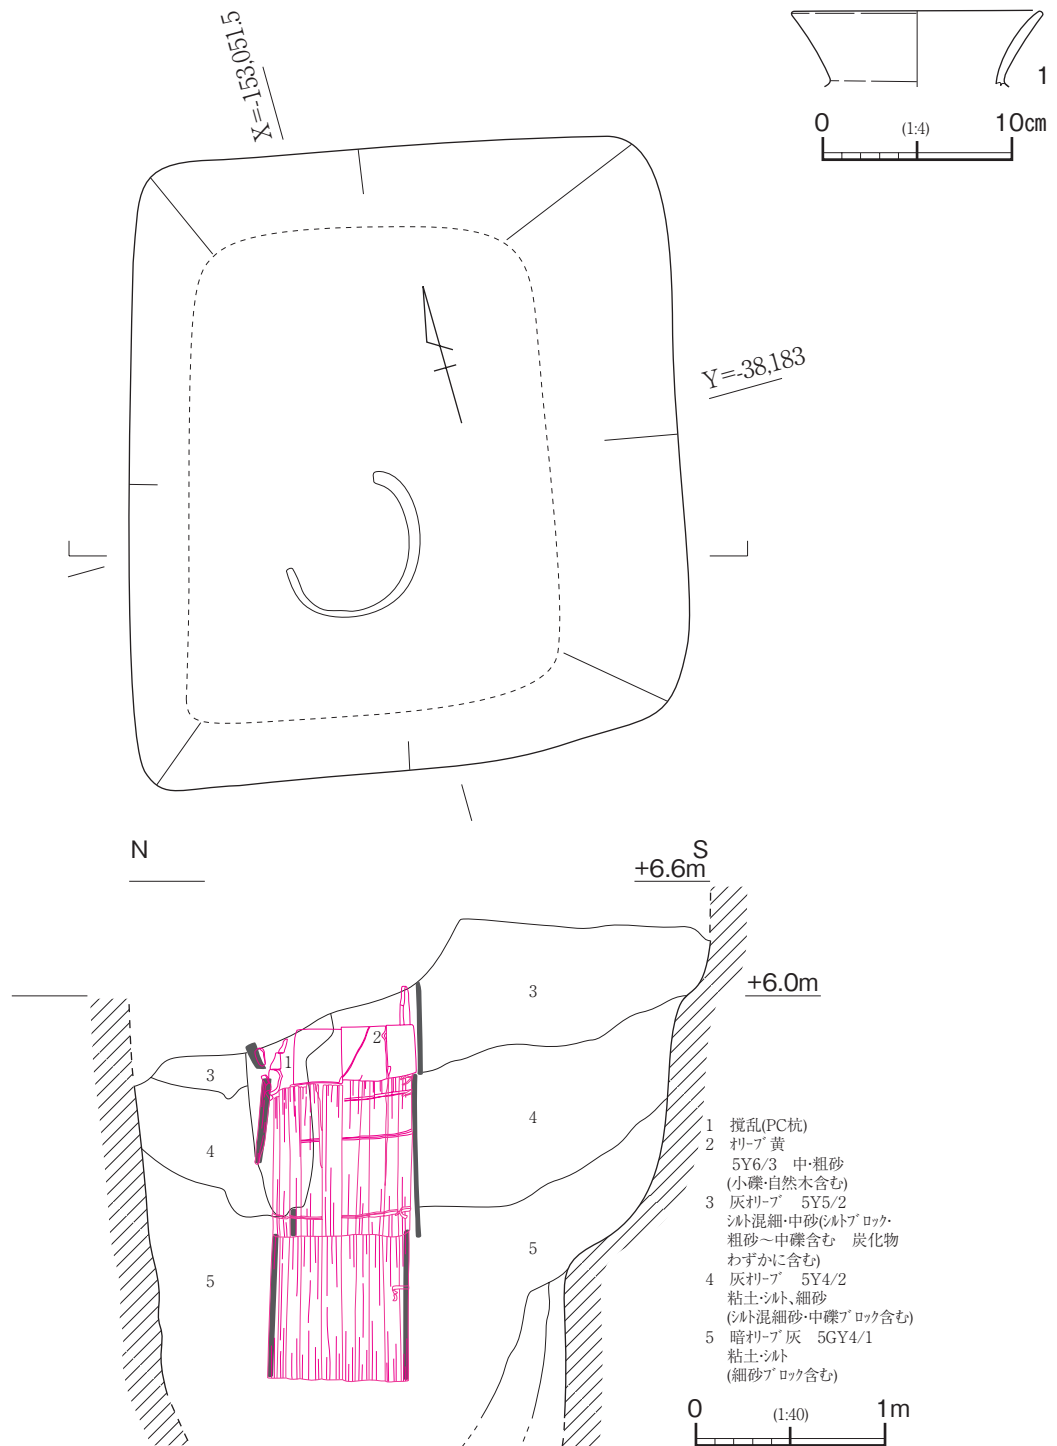 X=-153,051.5
1
0 (1:4) 10㎝
Y=-38,183
N
S
+6.6m
+6.0m
3
2
1
3
4
4
5
5
1 撹乱(PC杭)
2 オリーブ黄
5Y6/3 中・粗砂
(小礫・自然木含む)
3 灰オリーブ 5Y5/2
シルト混細・中砂(シルトブロック・
粗砂～中礫含む 炭化物
わずかに含む)
4 灰オリーブ 5Y4/2
粘土・シルト、細砂
(シルト混細砂・中礫ブロック含む)
5 暗オリーブ灰 5GY4/1
粘土・シルト
(細砂ブロック含む)
0 (1:40) 1m